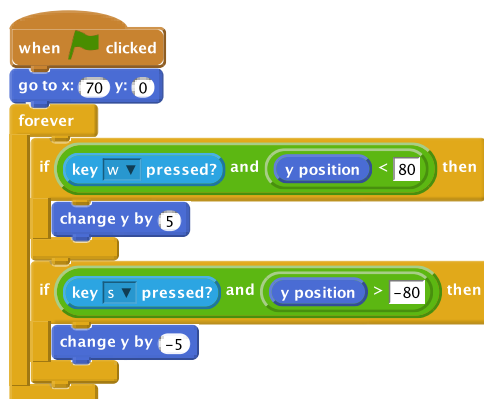 when clicked
go to x: 70 y: 0
forever
if key w ▼ pressed? and y position < 80 then
change y by 5
if key s ▼ pressed? and y position > -80 then
change y by -5